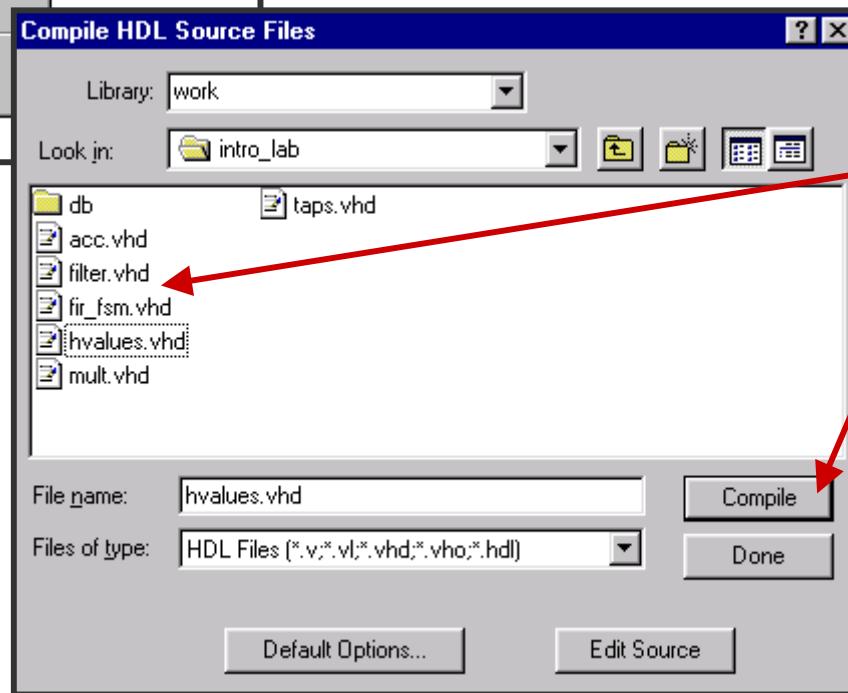 Compile HDL Source Files
Library: work
Look in: intro_lab
db
acc.vhd
filter.vhd
fir_fsm.vhd
hvalues.vhd
mult.vhd
taps.vhd
File name: hvalues.vhd
Compile
Files of type: HDL Files (*.v;*.vl;*.vhd;*.vho;*.hdl)
Done
Default Options...
Edit Source